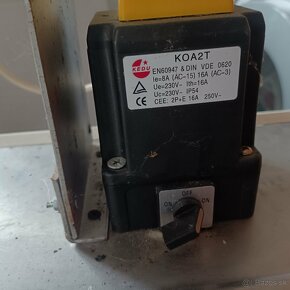 KEDU
KOA2T
EN60947 & DIN VDE 0620
Ie=8A (AC-15) 16A (AC-3)
Ue=230V~ Ith=16A
Uc=230V~ IP54
CEE: 2P+E 16A 250V~
OFF
ON
ON